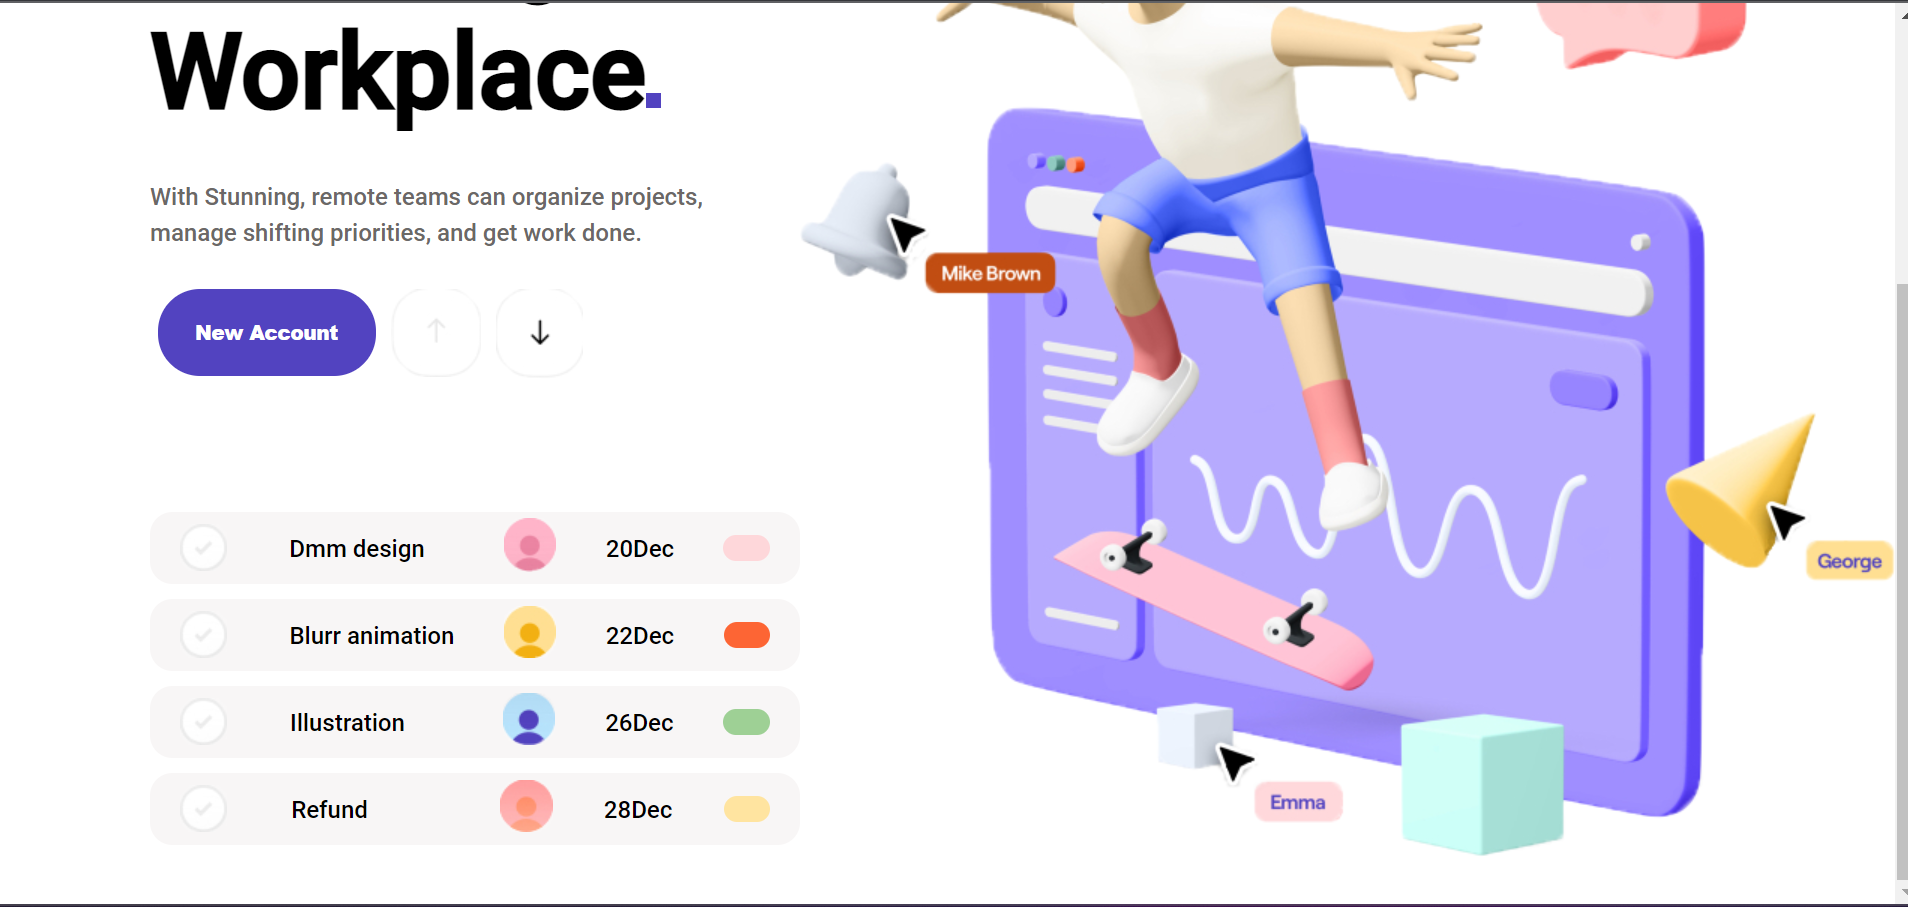 Workplace.
With Stunning, remote teams can organize projects,
manage shifting priorities, and get work done.
New Account
Mike Brown
George
Emma
Dmm design 20Dec
Blurr animation 22Dec
Illustration 26Dec
Refund 28Dec